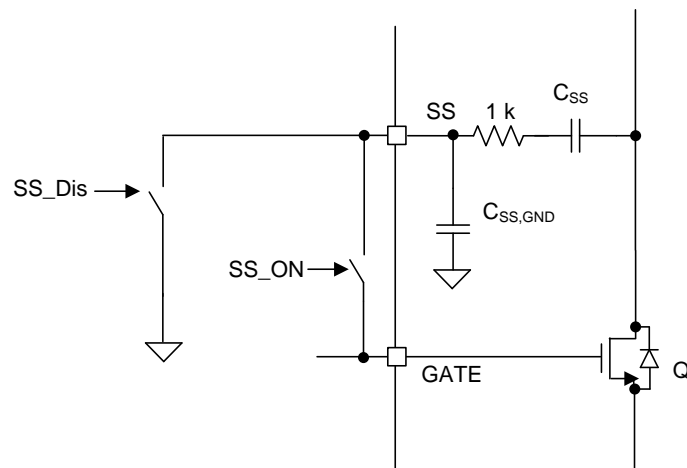 C_SS
SS
1 k
SS_Dis
C_SS,GND
SS_ON
GATE
Q